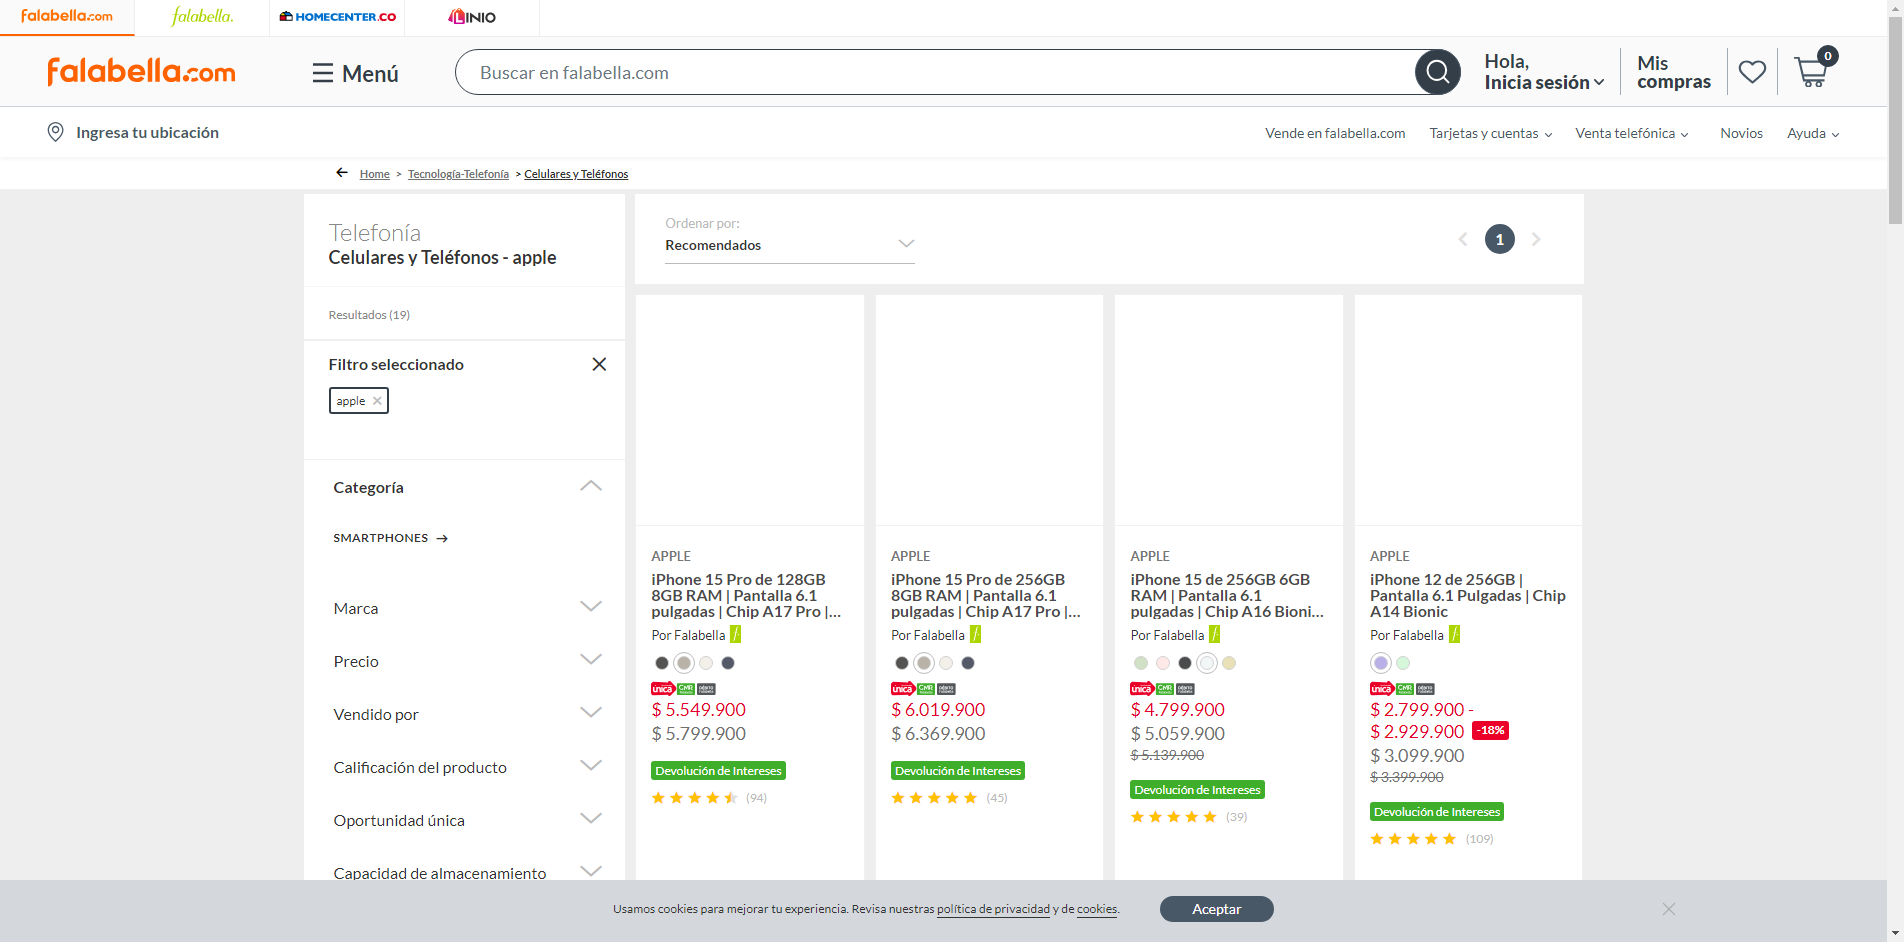 falabella.com
falabella.
HOMECENTER.CO
LINIO
falabella.com
Menú
Buscar en falabella.com
Hola,
Inicia sesión
Mis
compras
0
Ingresa tu ubicación
Vende en falabella.com
Tarjetas y cuentas
Venta telefónica
Novios
Ayuda
Home > Tecnología-Telefonía > Celulares y Teléfonos
Telefonía
Celulares y Teléfonos - apple
Resultados (19)
Filtro seleccionado
apple
Categoría
SMARTPHONES
Marca
Precio
Vendido por
Calificación del producto
Oportunidad única
Capacidad de almacenamiento
Ordenar por:
Recomendados
1
APPLE
iPhone 15 Pro de 128GB
8GB RAM | Pantalla 6.1
pulgadas | Chip A17 Pro |...
Por Falabella
única CMR
$ 5.549.900
$ 5.799.900
Devolución de Intereses
(94)
APPLE
iPhone 15 Pro de 256GB
8GB RAM | Pantalla 6.1
pulgadas | Chip A17 Pro |...
Por Falabella
única CMR
$ 6.019.900
$ 6.369.900
Devolución de Intereses
(45)
APPLE
iPhone 15 de 256GB 6GB
RAM | Pantalla 6.1
pulgadas | Chip A16 Bioni...
Por Falabella
única CMR
$ 4.799.900
$ 5.059.900
$ 5.139.900
Devolución de Intereses
(39)
APPLE
iPhone 12 de 256GB |
Pantalla 6.1 Pulgadas | Chip
A14 Bionic
Por Falabella
única CMR
$ 2.799.900 -
$ 2.929.900 -18%
$ 3.099.900
$ 3.399.900
Devolución de Intereses
(109)
Usamos cookies para mejorar tu experiencia. Revisa nuestras política de privacidad y de cookies.
Aceptar